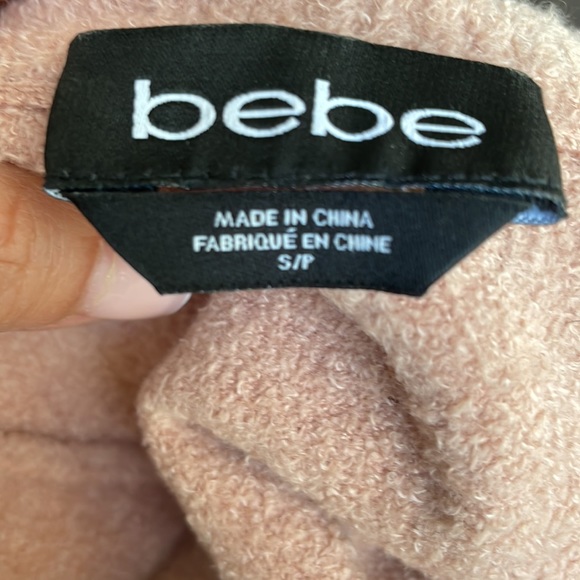 bebe
MADE IN CHINA
FABRIQUÉ EN CHINE
S/P